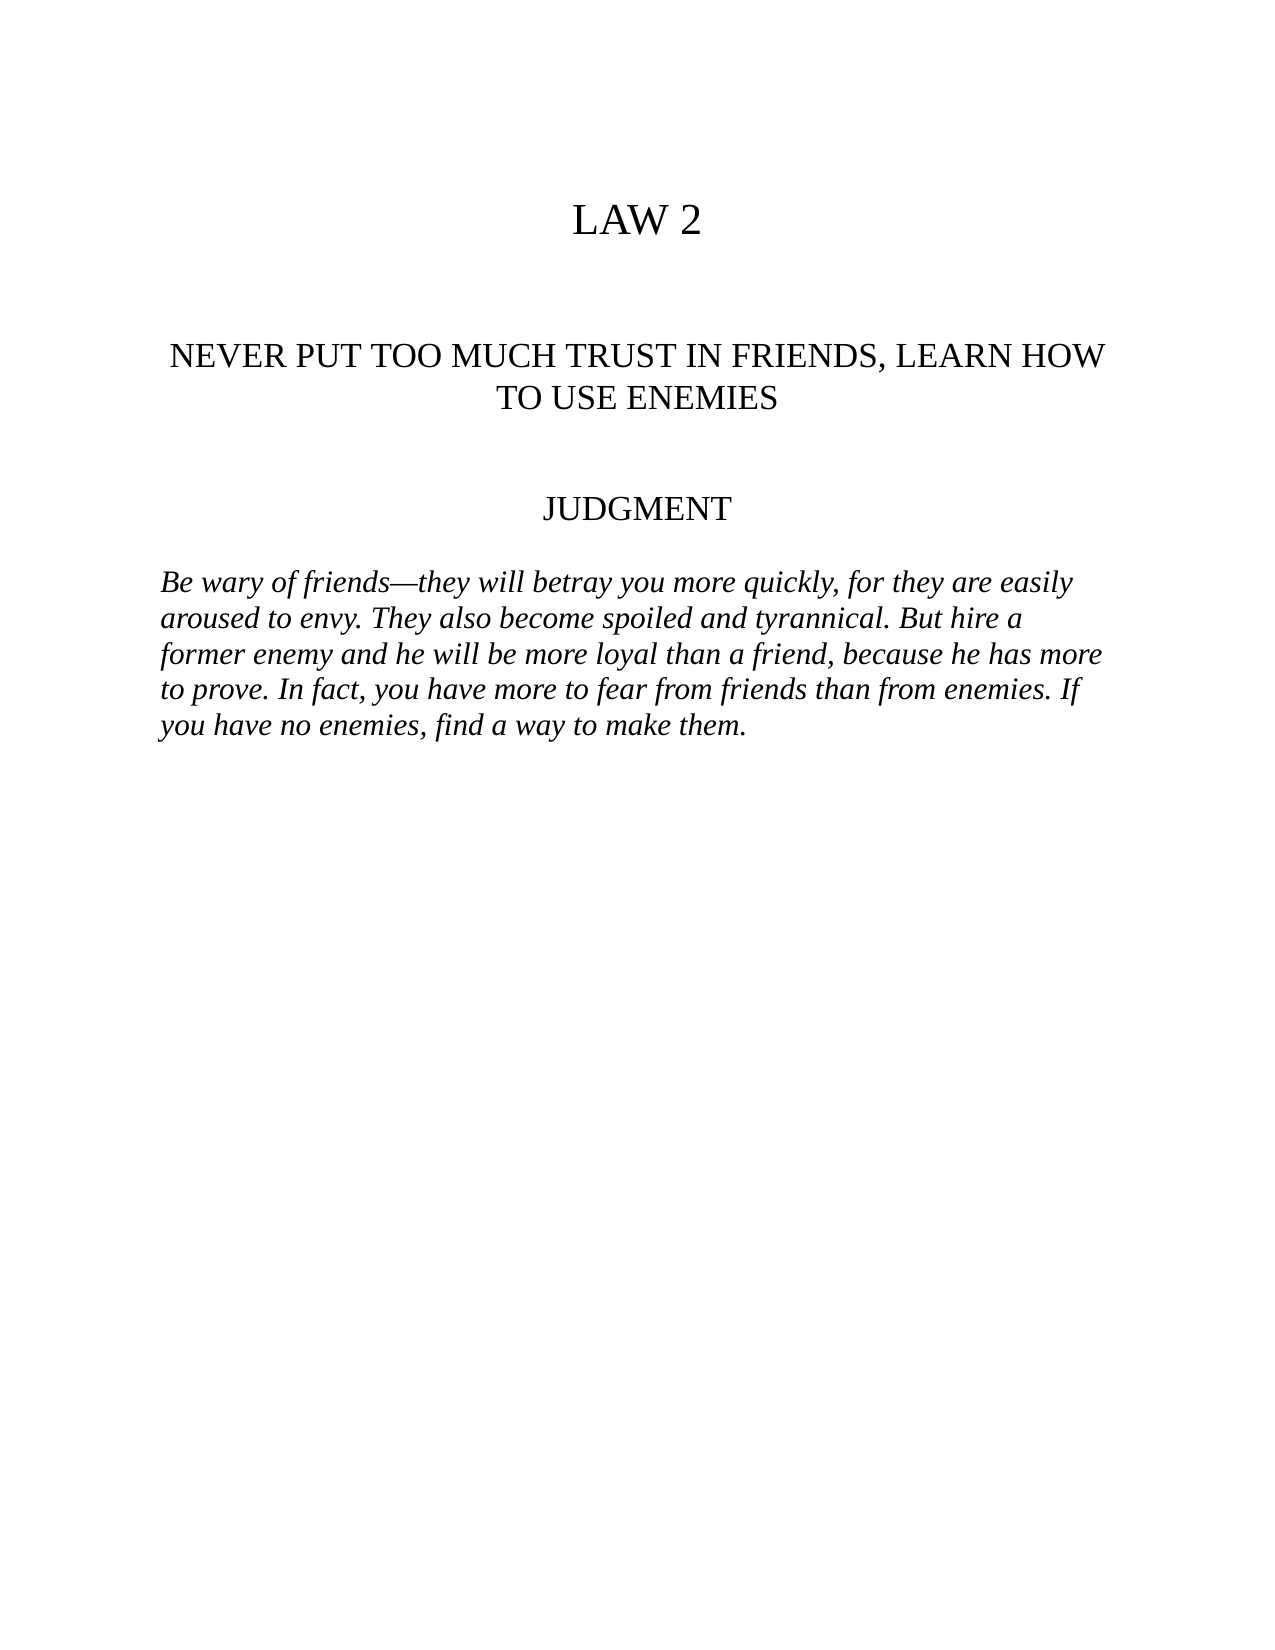 LAW 2
NEVER PUT TOO MUCH TRUST IN FRIENDS, LEARN HOW
TO USE ENEMIES
JUDGMENT
Be wary of friends—they will betray you more quickly, for they are easily
aroused to envy. They also become spoiled and tyrannical. But hire a
former enemy and he will be more loyal than a friend, because he has more
to prove. In fact, you have more to fear from friends than from enemies. If
you have no enemies, find a way to make them.